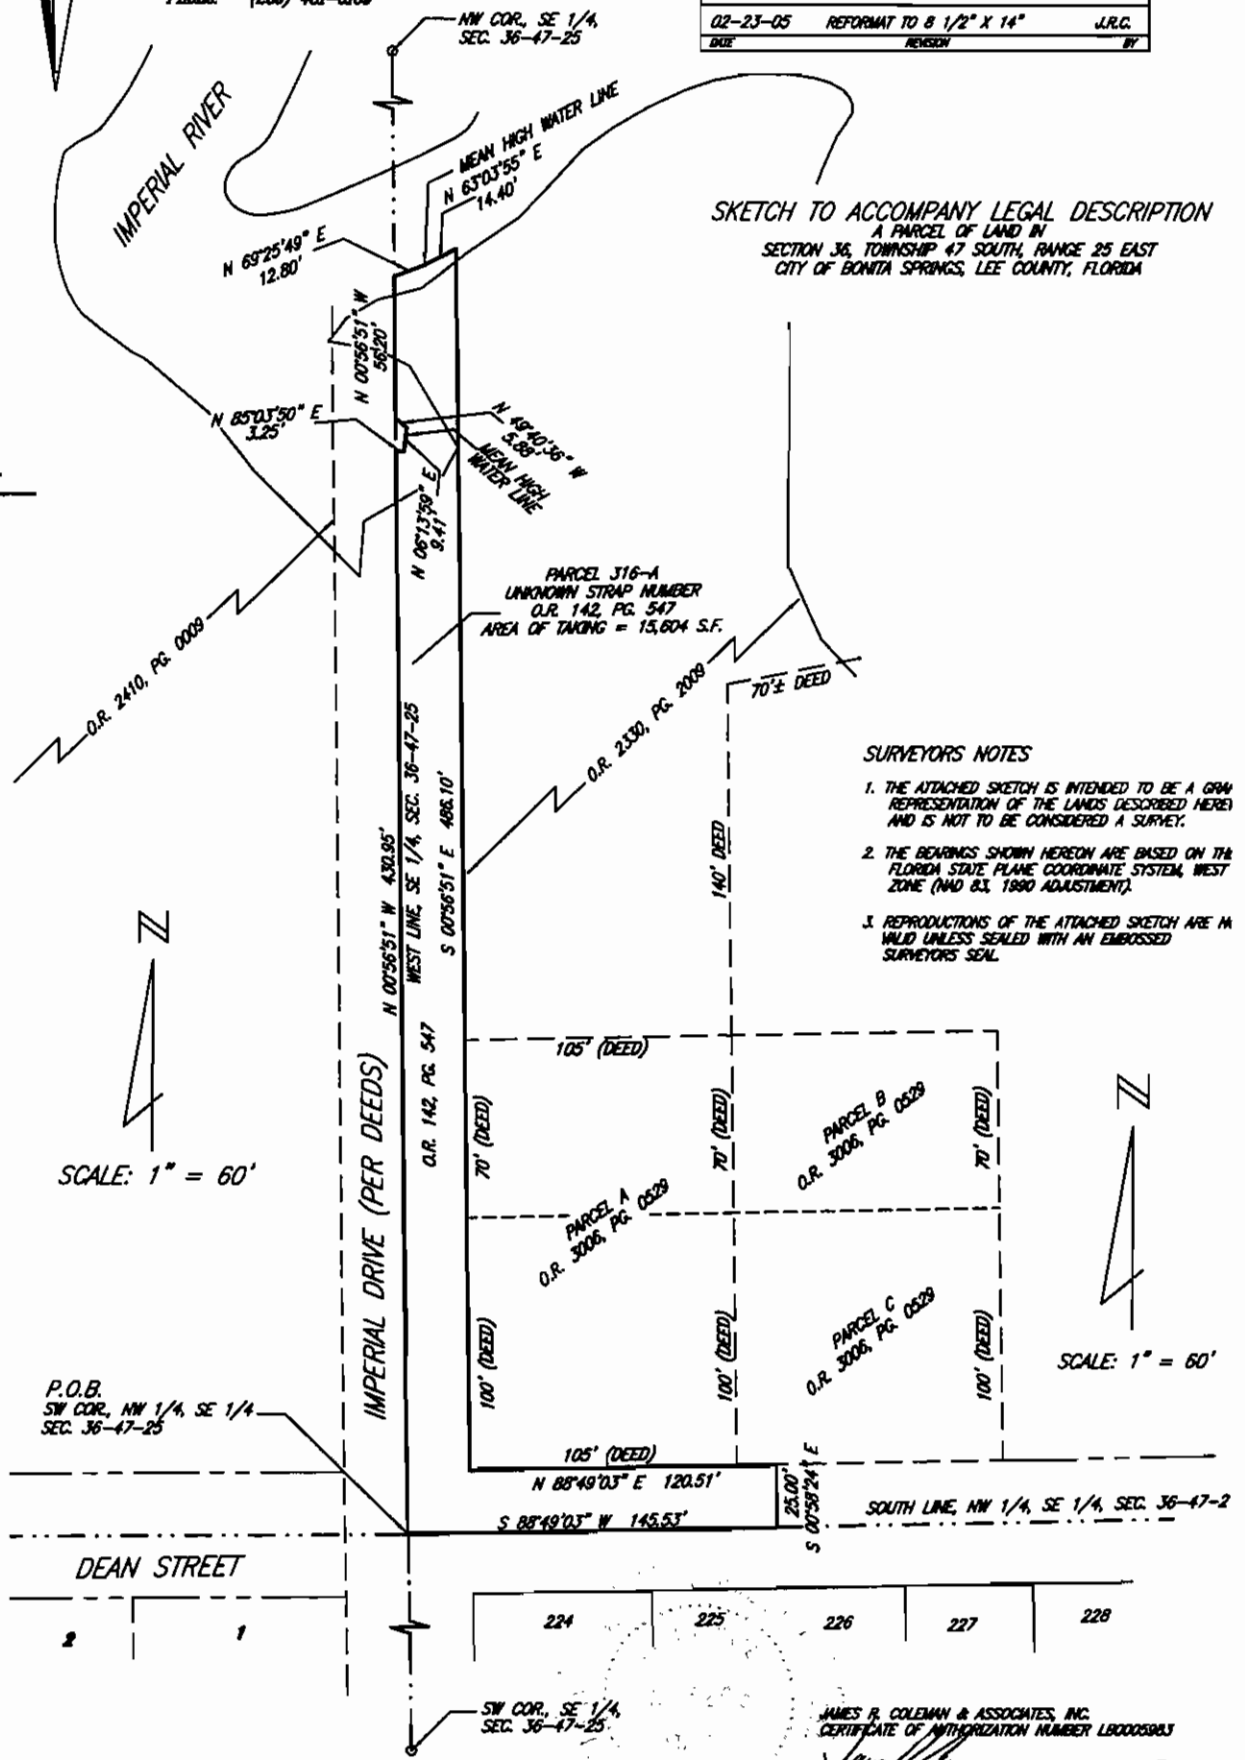 NW COR., SE 1/4,
SEC. 36-47-25
02-23-05 REFORMAT TO 8 1/2" X 14" J.R.C.
DATE REVISION BY
IMPERIAL RIVER
MEAN HIGH WATER LINE
N 63°03'55" E
14.40'
N 69°25'49" E
12.80'
SKETCH TO ACCOMPANY LEGAL DESCRIPTION
A PARCEL OF LAND IN
SECTION 36, TOWNSHIP 47 SOUTH, RANGE 25 EAST
CITY OF BONITA SPRINGS, LEE COUNTY, FLORIDA
N 00°56'51" W
56.20'
N 85°03'50" E
3.25'
N 49°40'36" W
5.88'
MEAN HIGH
WATER LINE
N 06°13'59" E
9.41'
PARCEL 316-A
UNKNOWN STRAP NUMBER
O.R. 142, PG. 547
AREA OF TAKING = 15,604 S.F.
O.R. 2410, PG. 0009
O.R. 2330, PG. 2009
70'± DEED
140' DEED
SURVEYORS NOTES
1. THE ATTACHED SKETCH IS INTENDED TO BE A GRA
REPRESENTATION OF THE LANDS DESCRIBED HERE
AND IS NOT TO BE CONSIDERED A SURVEY.
2. THE BEARINGS SHOWN HEREON ARE BASED ON THE
FLORIDA STATE PLANE COORDINATE SYSTEM, WEST
ZONE (NAD 83, 1990 ADJUSTMENT).
3. REPRODUCTIONS OF THE ATTACHED SKETCH ARE N
VALID UNLESS SEALED WITH AN EMBOSSED
SURVEYORS SEAL.
N 00°56'51" W 430.95'
WEST LINE, SE 1/4, SEC. 36-47-25
S 00°56'51" E 486.10'
O.R. 142, PG. 547
IMPERIAL DRIVE (PER DEEDS)
N
SCALE: 1" = 60'
105' (DEED)
70' (DEED)
70' (DEED)
70' (DEED)
PARCEL B
O.R. 3006, PG. 0529
PARCEL A
O.R. 3006, PG. 0529
PARCEL C
O.R. 3006, PG. 0529
100' (DEED)
100' (DEED)
100' (DEED)
N
SCALE: 1" = 60'
P.O.B.
SW COR., NW 1/4, SE 1/4
SEC. 36-47-25
105' (DEED)
N 88°49'03" E 120.51'
25.00'
S 00°58'24" E
S 88°49'03" W 145.53'
SOUTH LINE, NW 1/4, SE 1/4, SEC. 36-47-2
DEAN STREET
2 1 224 225 226 227 228
SW COR., SE 1/4,
SEC. 36-47-25
JAMES R. COLEMAN & ASSOCIATES, INC.
CERTIFICATE OF AUTHORIZATION NUMBER LB0005983